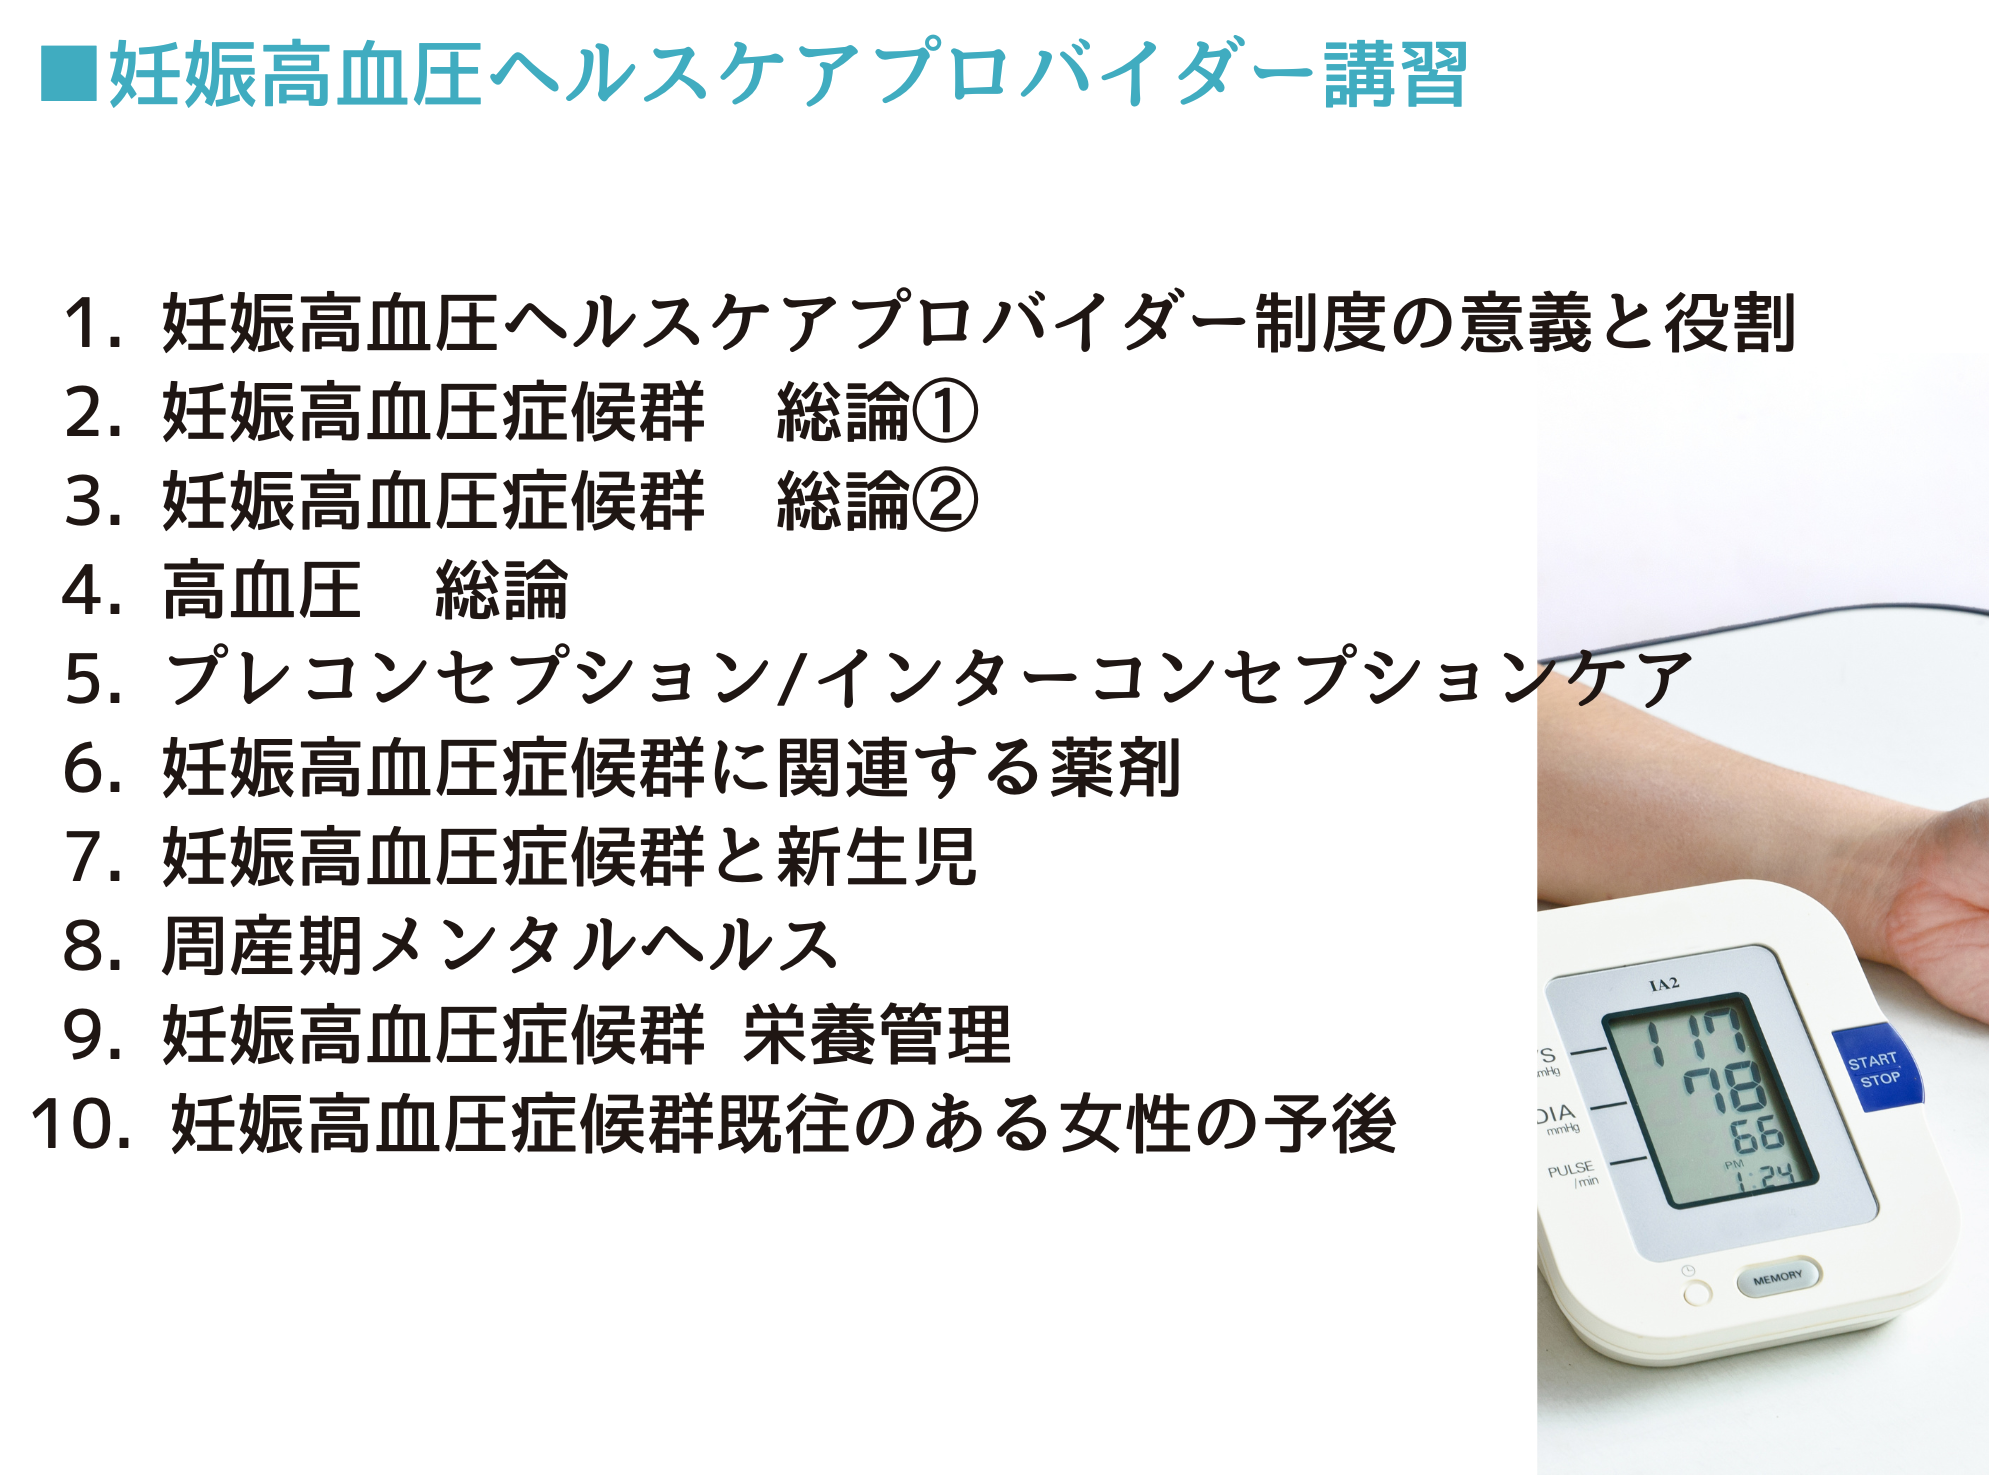 ■妊娠高血圧ヘルスケアプロバイダー講習
1. 妊娠高血圧ヘルスケアプロバイダー制度の意義と役割
2. 妊娠高血圧症候群　総論①
3. 妊娠高血圧症候群　総論②
4. 高血圧　総論
5. プレコンセプション/インターコンセプションケア
6. 妊娠高血圧症候群に関連する薬剤
7. 妊娠高血圧症候群と新生児
8. 周産期メンタルヘルス
9. 妊娠高血圧症候群 栄養管理
10. 妊娠高血圧症候群既往のある女性の予後
IA2
117
78
66
PM
1:24
YS
mmHg
DIA
mmHg
PULSE
/min
START
STOP
MEMORY